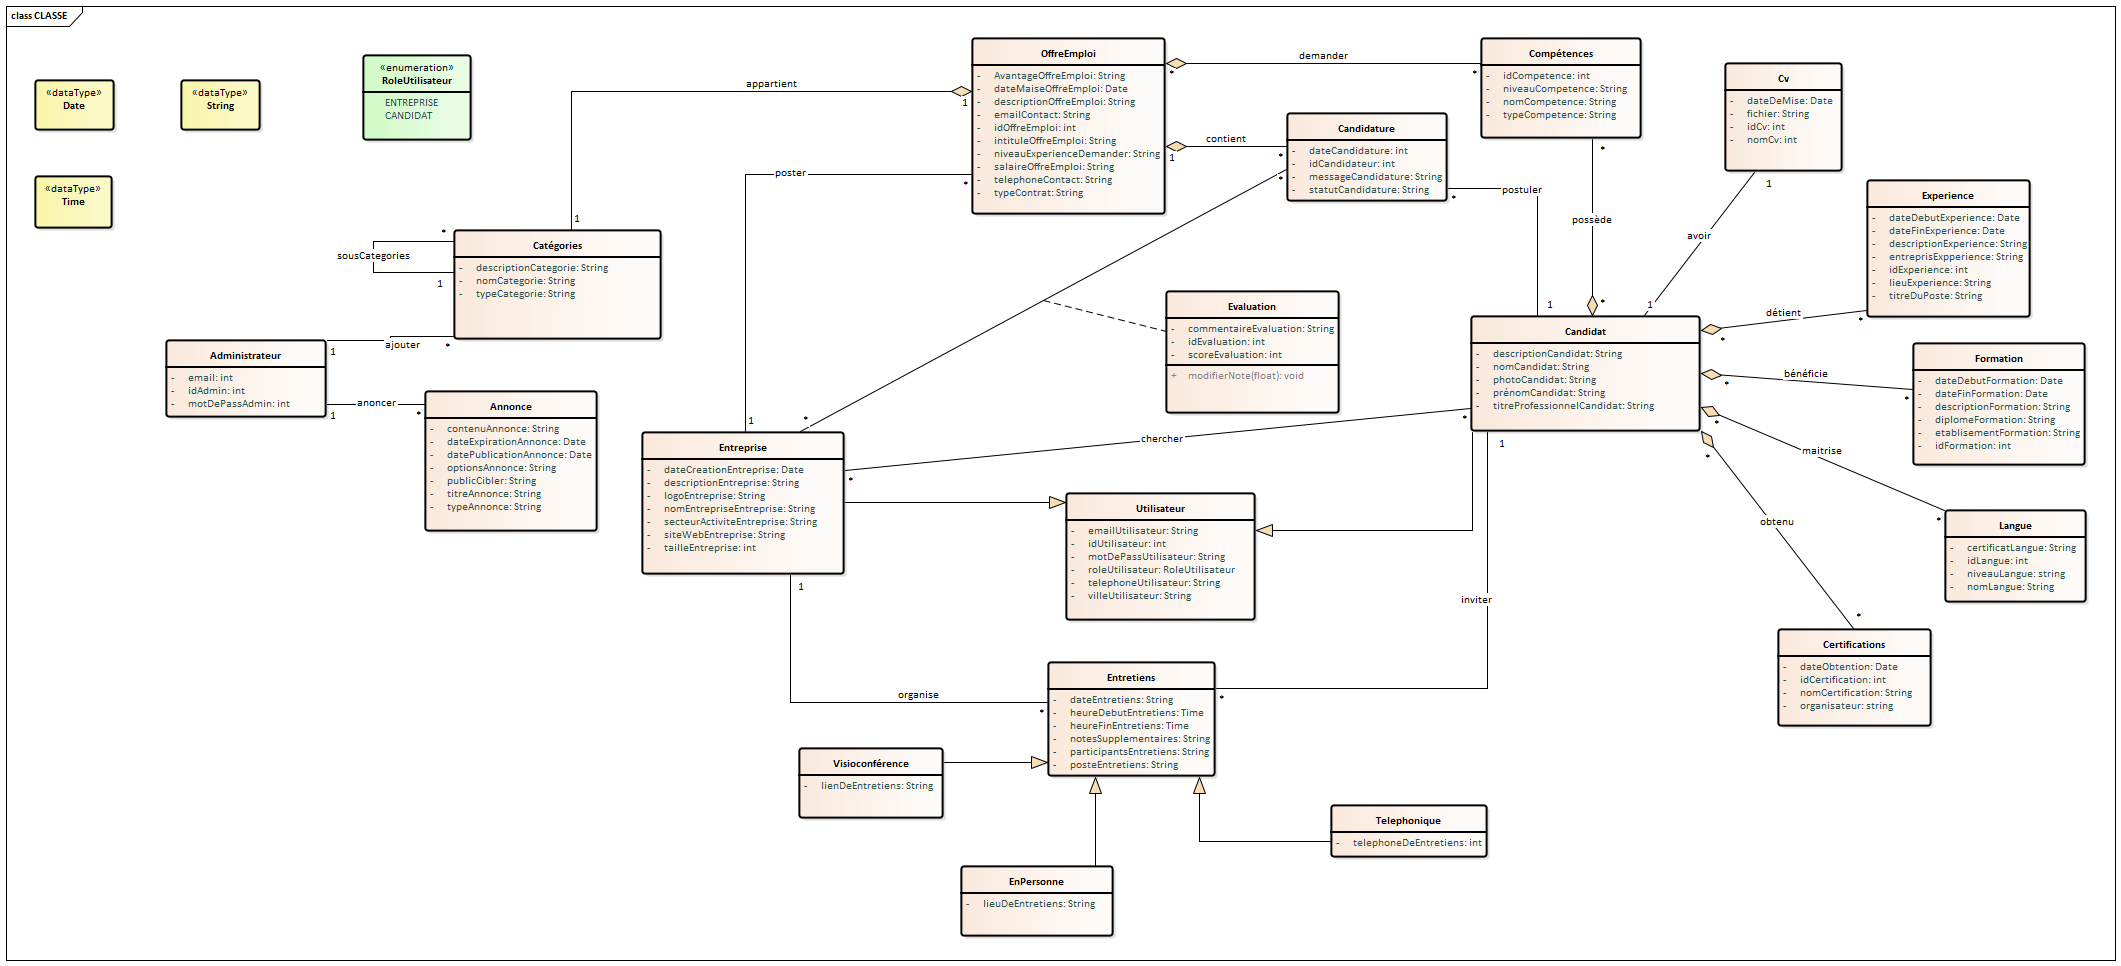 class CLASSE
«dataType»
Date
«dataType»
String
«enumeration»
RoleUtilisateur
ENTREPRISE
CANDIDAT
«dataType»
Time
OffreEmploi
- AvantageOffreEmploi: String
- dateMaiseOffreEmploi: Date
- descriptionOffreEmploi: String
- emailContact: String
- idOffreEmploi: int
- intituleOffreEmploi: String
- niveauExperienceDemander: String
- salaireOffreEmploi: String
- telephoneContact: String
- typeContrat: String
demander
*
*
Compétences
- idCompetence: int
- niveauCompetence: String
- nomCompetence: String
- typeCompetence: String
Cv
- dateDeMise: Date
- fichier: String
- idCv: int
- nomCv: int
appartient
1
1
contient
1
*
Candidature
- dateCandidature: int
- idCandidateur: int
- messageCandidature: String
- statutCandidature: String
*
poster
*
1
postuler
*
1
possède
*
*
avoir
1
1
Experience
- dateDebutExperience: Date
- dateFinExperience: Date
- descriptionExperience: String
- entreprisExpperience: String
- idExperience: int
- lieuExperience: String
- titreDuPoste: String
Catégories
- descriptionCategorie: String
- nomCategorie: String
- typeCategorie: String
sousCategories
*
1
Evaluation
- commentaireEvaluation: String
- idEvaluation: int
- scoreEvaluation: int
+ modifierNote(float): void
Candidat
- descriptionCandidat: String
- nomCandidat: String
- photoCandidat: String
- prénomCandidat: String
- titreProfessionnelCandidat: String
détient
*
*
Formation
- dateDebutFormation: Date
- dateFinFormation: Date
- descriptionFormation: String
- diplomeFormation: String
- etablisementFormation: String
- idFormation: int
bénéficie
*
*
Administrateur
- email: int
- idAdmin: int
- motDePassAdmin: int
1
ajouter
*
anoncer
1
*
Annonce
- contenuAnnonce: String
- dateExpirationAnnonce: Date
- datePublicationAnnonce: Date
- optionsAnnonce: String
- publicCibler: String
- titreAnnonce: String
- typeAnnonce: String
*
Entreprise
- dateCreationEntreprise: Date
- descriptionEntreprise: String
- logoEntreprise: String
- nomEntrepriseEntreprise: String
- secteurActiviteEntreprise: String
- siteWebEntreprise: String
- tailleEntreprise: int
chercher
*
*
maitrise
*
*
Langue
- certificatLangue: String
- idLangue: int
- niveauLangue: string
- nomLangue: String
Utilisateur
- emailUtilisateur: String
- idUtilisateur: int
- motDePassUtilisateur: String
- roleUtilisateur: RoleUtilisateur
- telephoneUtilisateur: String
- villeUtilisateur: String
obtenu
*
*
Certifications
- dateObtention: Date
- idCertification: int
- nomCertification: String
- organisateur: string
inviter
1
*
organise
1
*
Entretiens
- dateEntretiens: String
- heureDebutEntretiens: Time
- heureFinEntretiens: Time
- notesSupplementaires: String
- participantsEntretiens: String
- posteEntretiens: String
Visioconférence
- lienDeEntretiens: String
Telephonique
- telephoneDeEntretiens: int
EnPersonne
- lieuDeEntretiens: String